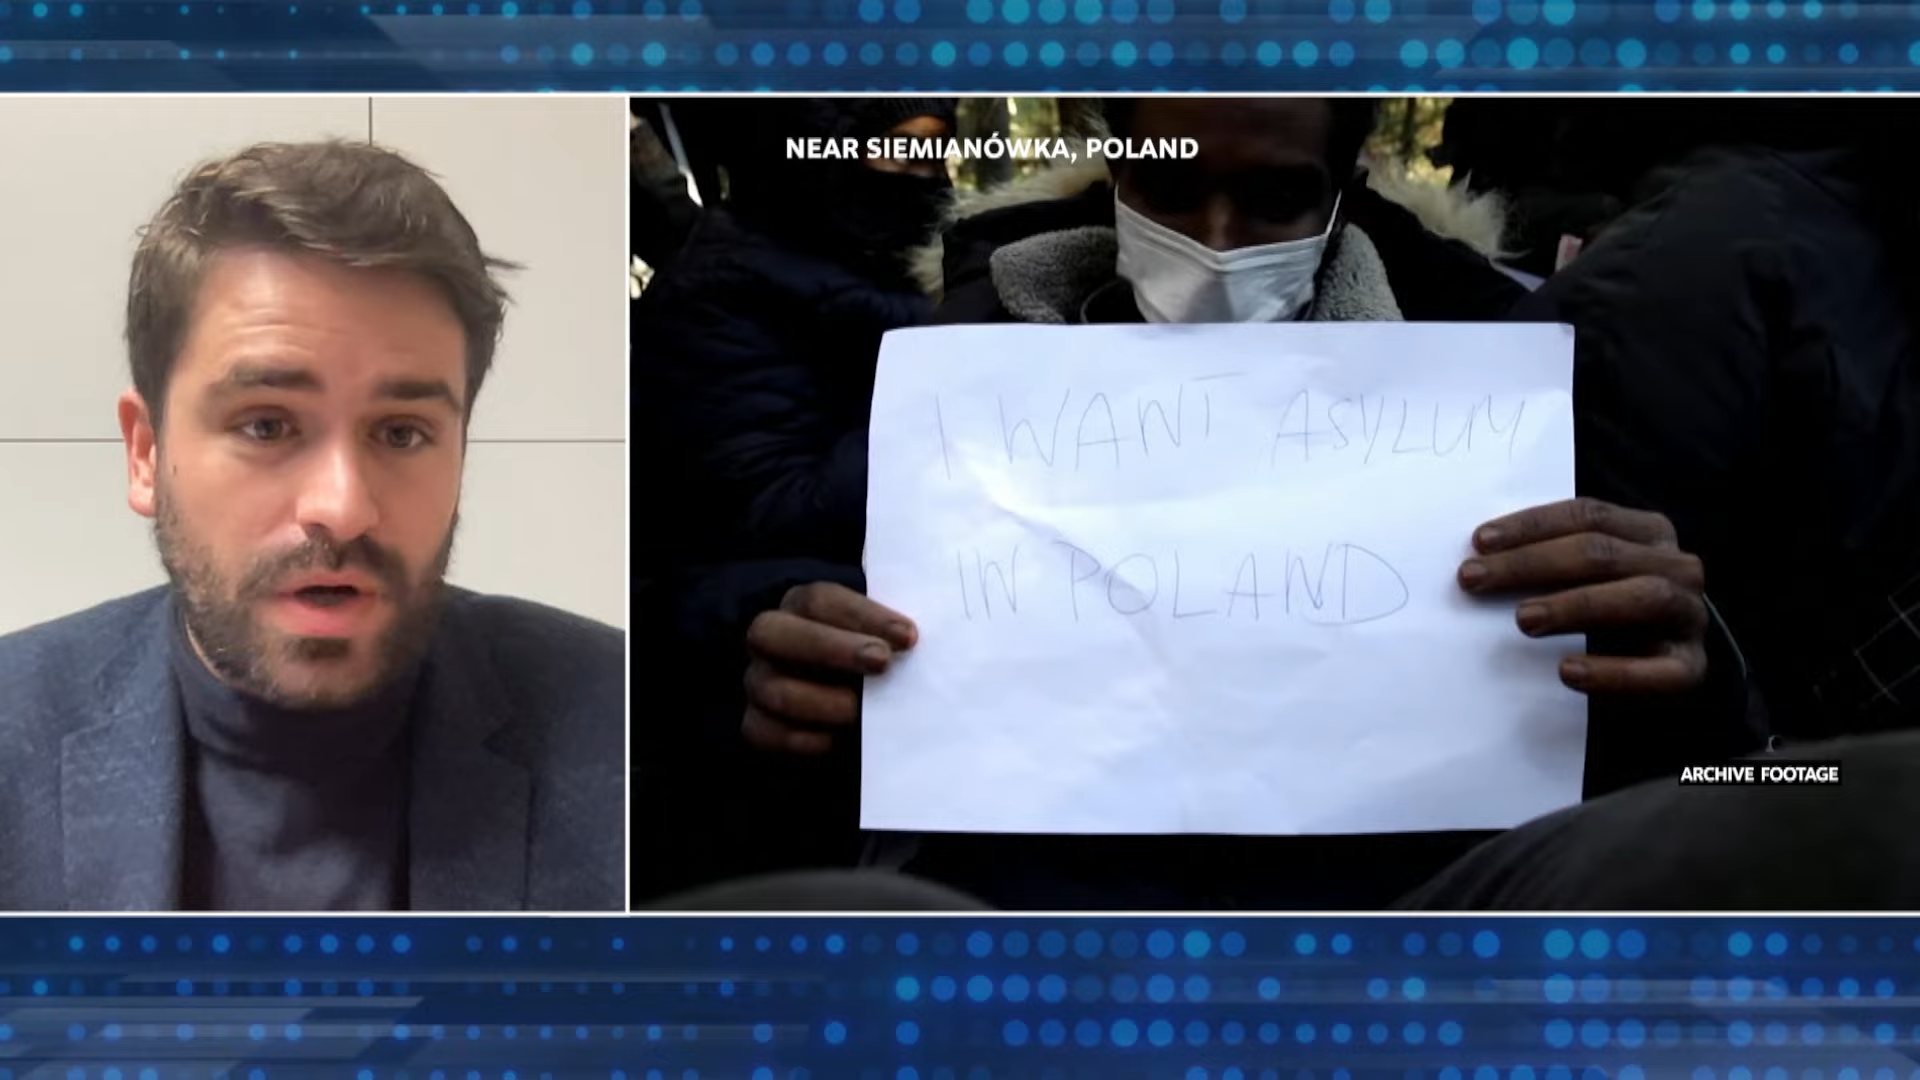 NEAR SIEMIANÓWKA, POLAND
I WANT ASYLUM
IN POLAND
ARCHIVE FOOTAGE